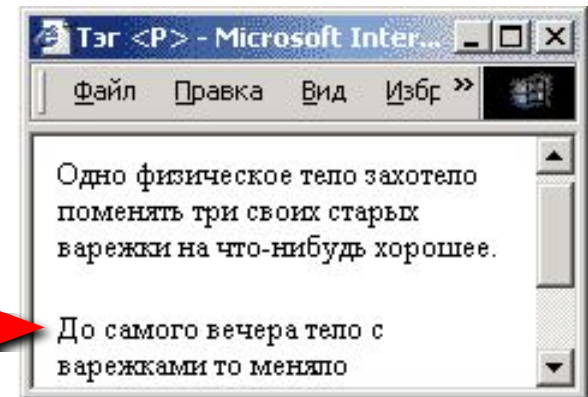 Тэг <P> - Microsoft Inter...
Файл Правка Вид Избр »
Одно физическое тело захотело
поменять три своих старых
варежки на что-нибудь хорошее.
До самого вечера тело с
варежками то меняло